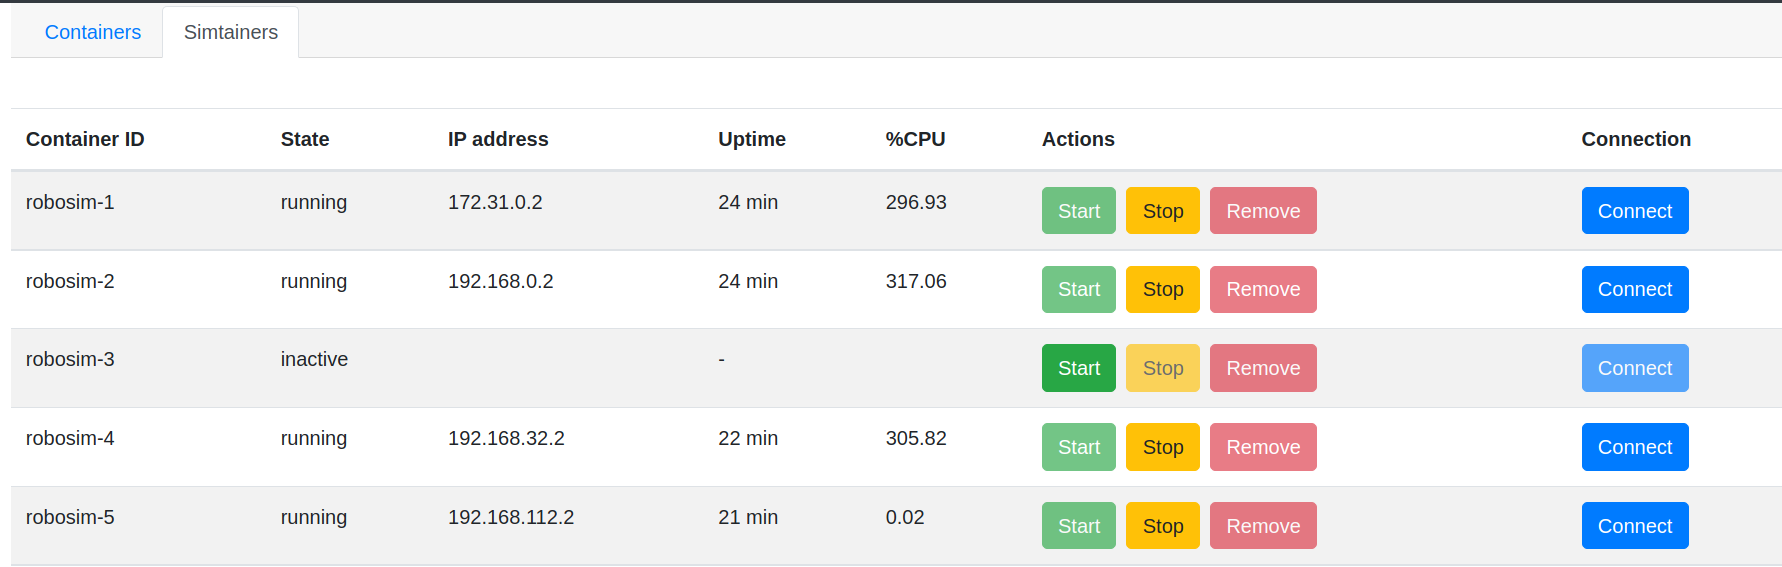 Containers Simtainers
Container ID State IP address Uptime %CPU Actions Connection
robosim-1 running 172.31.0.2 24 min 296.93 Start Stop Remove Connect
robosim-2 running 192.168.0.2 24 min 317.06 Start Stop Remove Connect
robosim-3 inactive - Start Stop Remove Connect
robosim-4 running 192.168.32.2 22 min 305.82 Start Stop Remove Connect
robosim-5 running 192.168.112.2 21 min 0.02 Start Stop Remove Connect